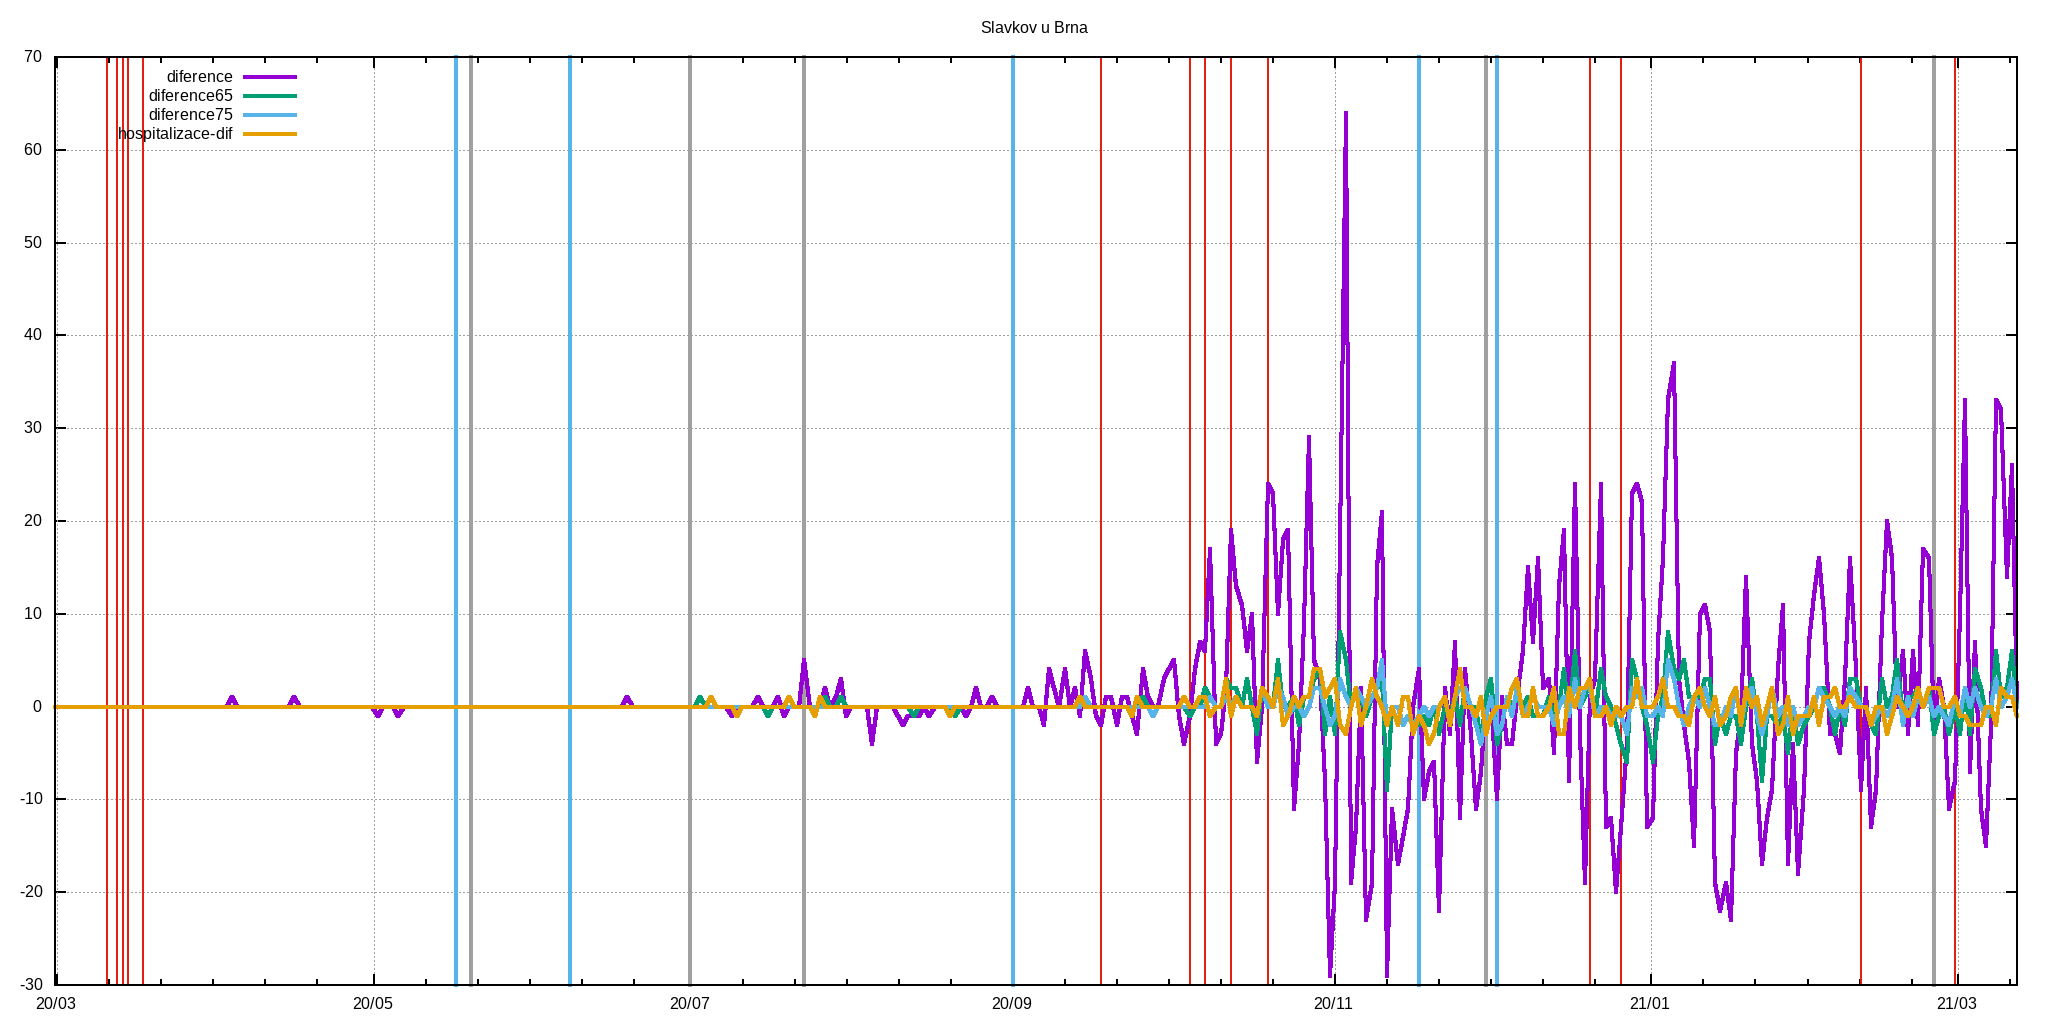 Slavkov u Brna
70
60
50
40
30
20
10
0
-10
-20
-30
diference
diference65
diference75
hospitalizace-dif
20/03 20/05 20/07 20/09 20/11 21/01 21/03